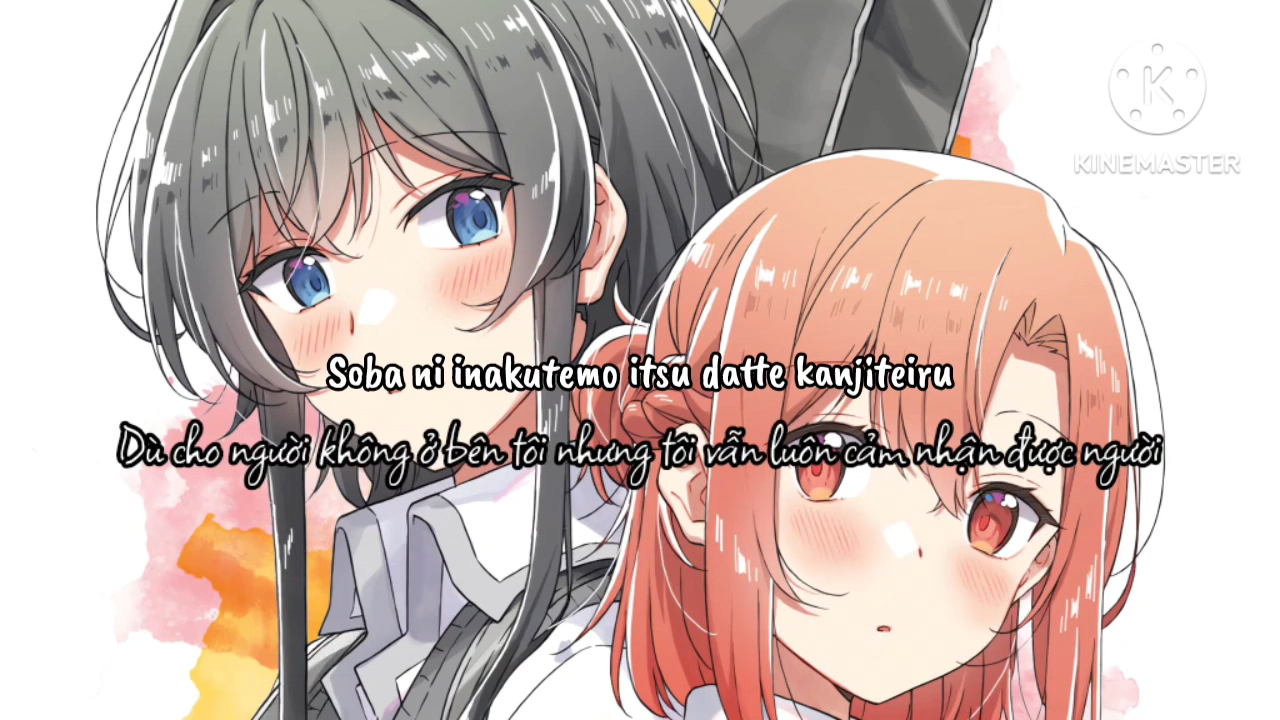 K
KINEMASTER
Soba ni inakutemo itsu datte kanjiteiru
Dù cho người không ở bên tôi nhưng tôi vẫn luôn cảm nhận được người